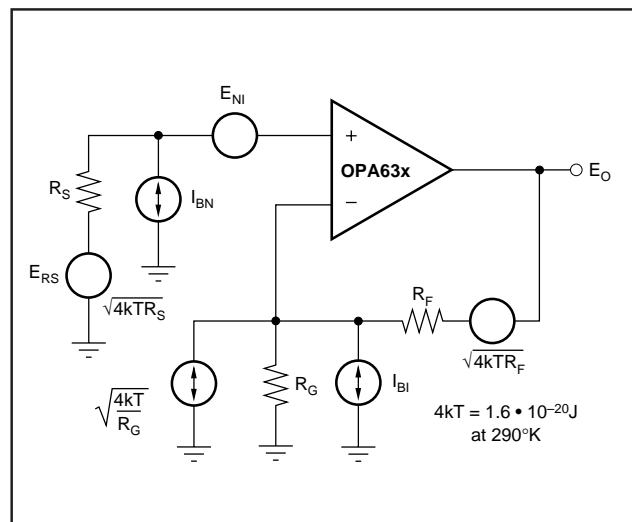 E_NI
+
OPA63x
−
E_O
R_S
I_BN
E_RS
√4kTR_S
R_F
√4kTR_F
√4kT/R_G
R_G
I_BI
4kT = 1.6 • 10^–20J
at 290°K